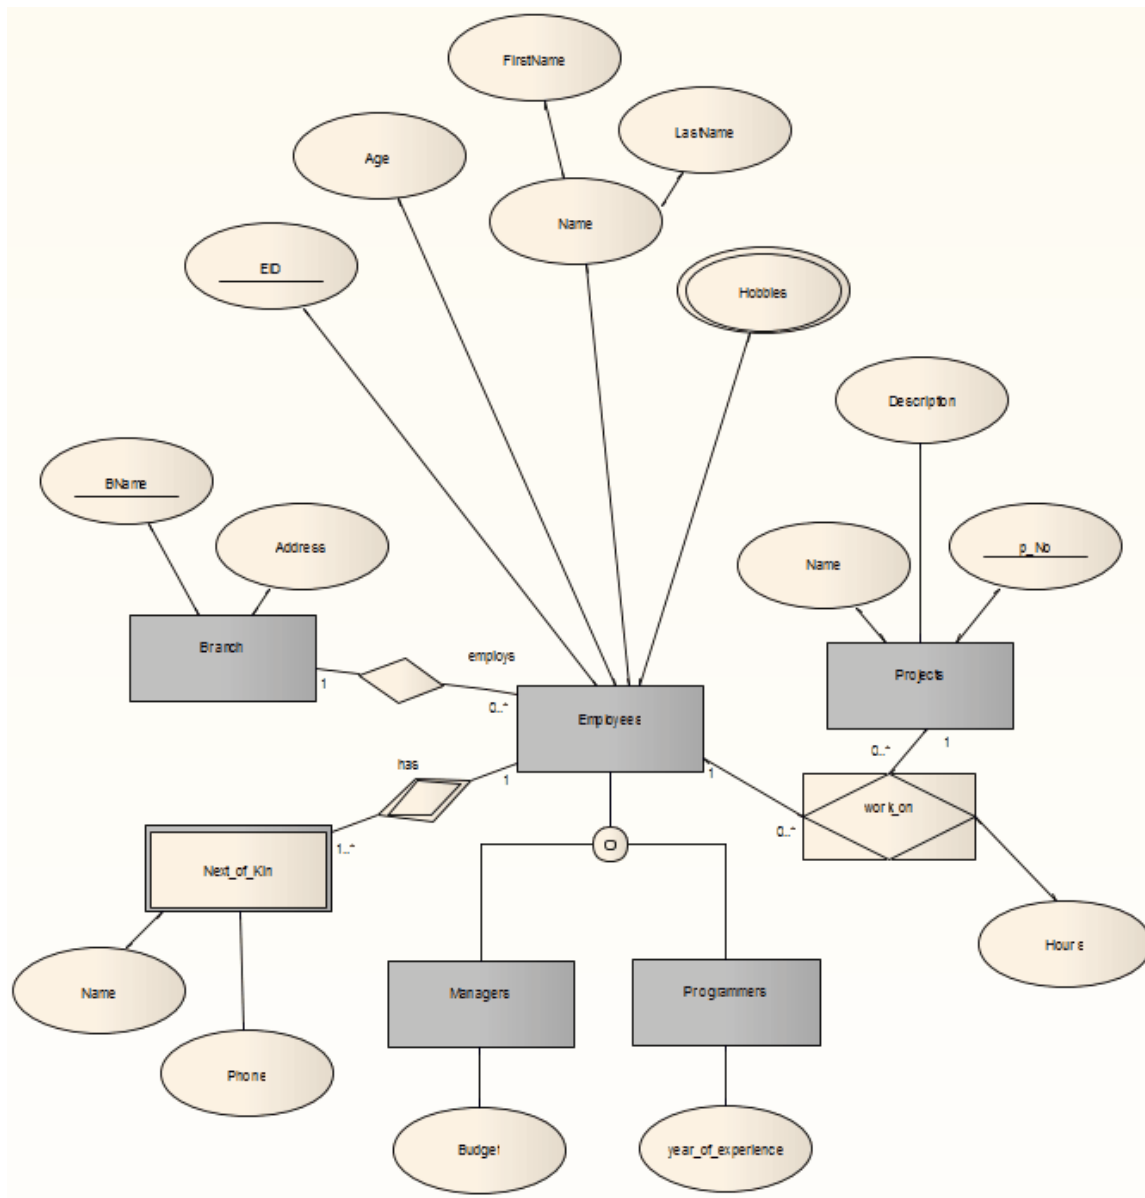 FirstName
LastName
Age
Name
EID
Hobbies
Description
BName
Address
Name
p_No
Branch
employs
Projects
1
0..*
Employees
0..*
1
has
1
1
work_on
1..*
0..*
Next_of_Kin
O
Hours
Name
Managers
Programmers
Phone
Budget
year_of_experience